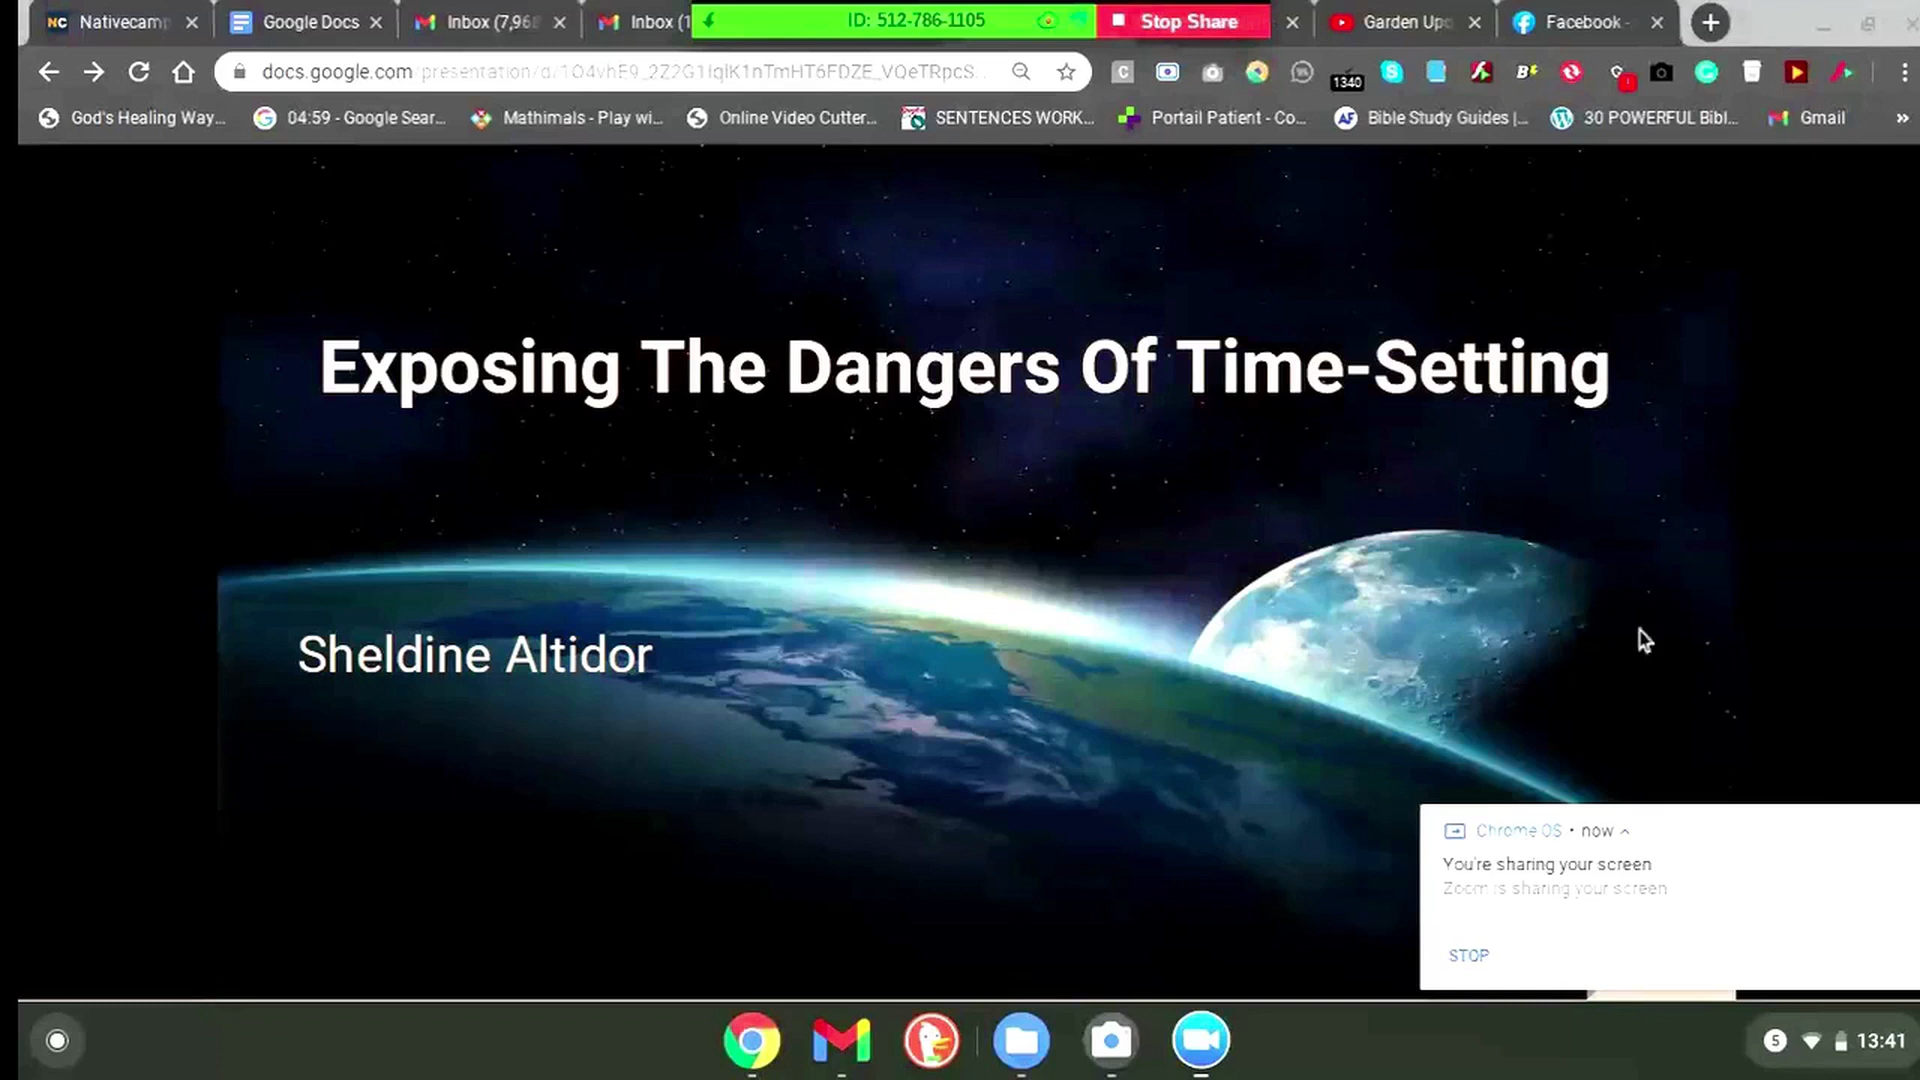 Nativecam
Google Docs
Inbox (7,96
Inbox (1
ID: 512-786-1105
Stop Share
Garden Up
Facebook -
docs.google.com
1340
God's Healing Way...
04:59 - Google Sear...
Mathimals - Play wi...
Online Video Cutter...
SENTENCES WORK...
Portail Patient - Co...
AF
Bible Study Guides |...
30 POWERFUL Bibl...
Gmail
»
Exposing The Dangers Of Time-Setting
Sheldine Altidor
Chrome OS • now
You're sharing your screen
Zoom is sharing your screen
STOP
5
13:41